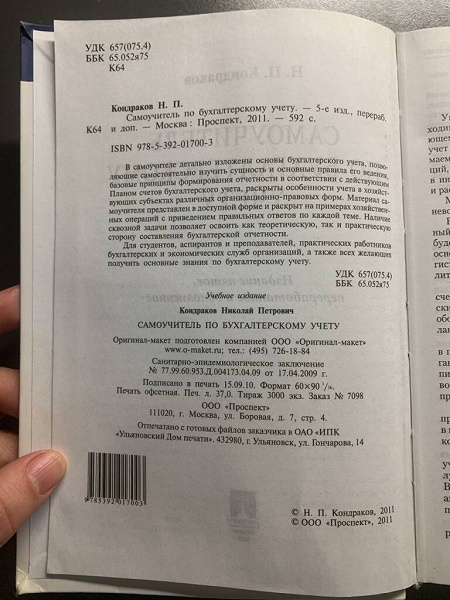 УДК 657(075.4)
ББК 65.052я75
К64
Кондраков Н. П.
К64
Самоучитель по бухгалтерскому учету. — 5-е изд., перераб.
и доп. — Москва : Проспект, 2011. — 592 с.
ISBN 978-5-392-01700-3
В самоучителе детально изложены основы бухгалтерского учета, позво-
ляющие самостоятельно изучить сущность и основные правила его ведения,
базовые принципы формирования отчетности в соответствии с действующим
Планом счетов бухгалтерского учета, раскрыты особенности учета в хозяйст-
вующих субъектах различных организационно-правовых форм. Материал са-
моучителя представлен в доступной форме и раскрыт на примерах хозяйствен-
ных операций с приведением правильных ответов по каждой теме. Наличие
сквозной задачи позволяет освоить как теоретическую, так и практическую
сторону составления бухгалтерской отчетности.
Для студентов, аспирантов и преподавателей, практических работников
бухгалтерских и экономических служб организаций, а также всех желающих
получить основные знания по бухгалтерскому учету.
УДК 657(075.4)
ББК 65.052я75
Учебное издание
Кондраков Николай Петрович
САМОУЧИТЕЛЬ ПО БУХГАЛТЕРСКОМУ УЧЕТУ
Оригинал-макет подготовлен компанией ООО «Оригинал-макет»
www.o-maket.ru; тел.: (495) 726-18-84
Санитарно-эпидемиологическое заключение
№ 77.99.60.953.Д.004173.04.09 от 17.04.2009 г.
Подписано в печать 15.09.10. Формат 60×90 ¹/₁₆.
Печать офсетная. Печ. л. 37,0. Тираж 3000 экз. Заказ № 7098
ООО «Проспект»
111020, г. Москва, ул. Боровая, д. 7, стр. 4.
Отпечатано с готовых файлов заказчика в ОАО «ИПК
"Ульяновский Дом печати». 432980, г. Ульяновск, ул. Гончарова, 14
9785392017003
© Н. П. Кондраков, 2011
© ООО «Проспект», 2011